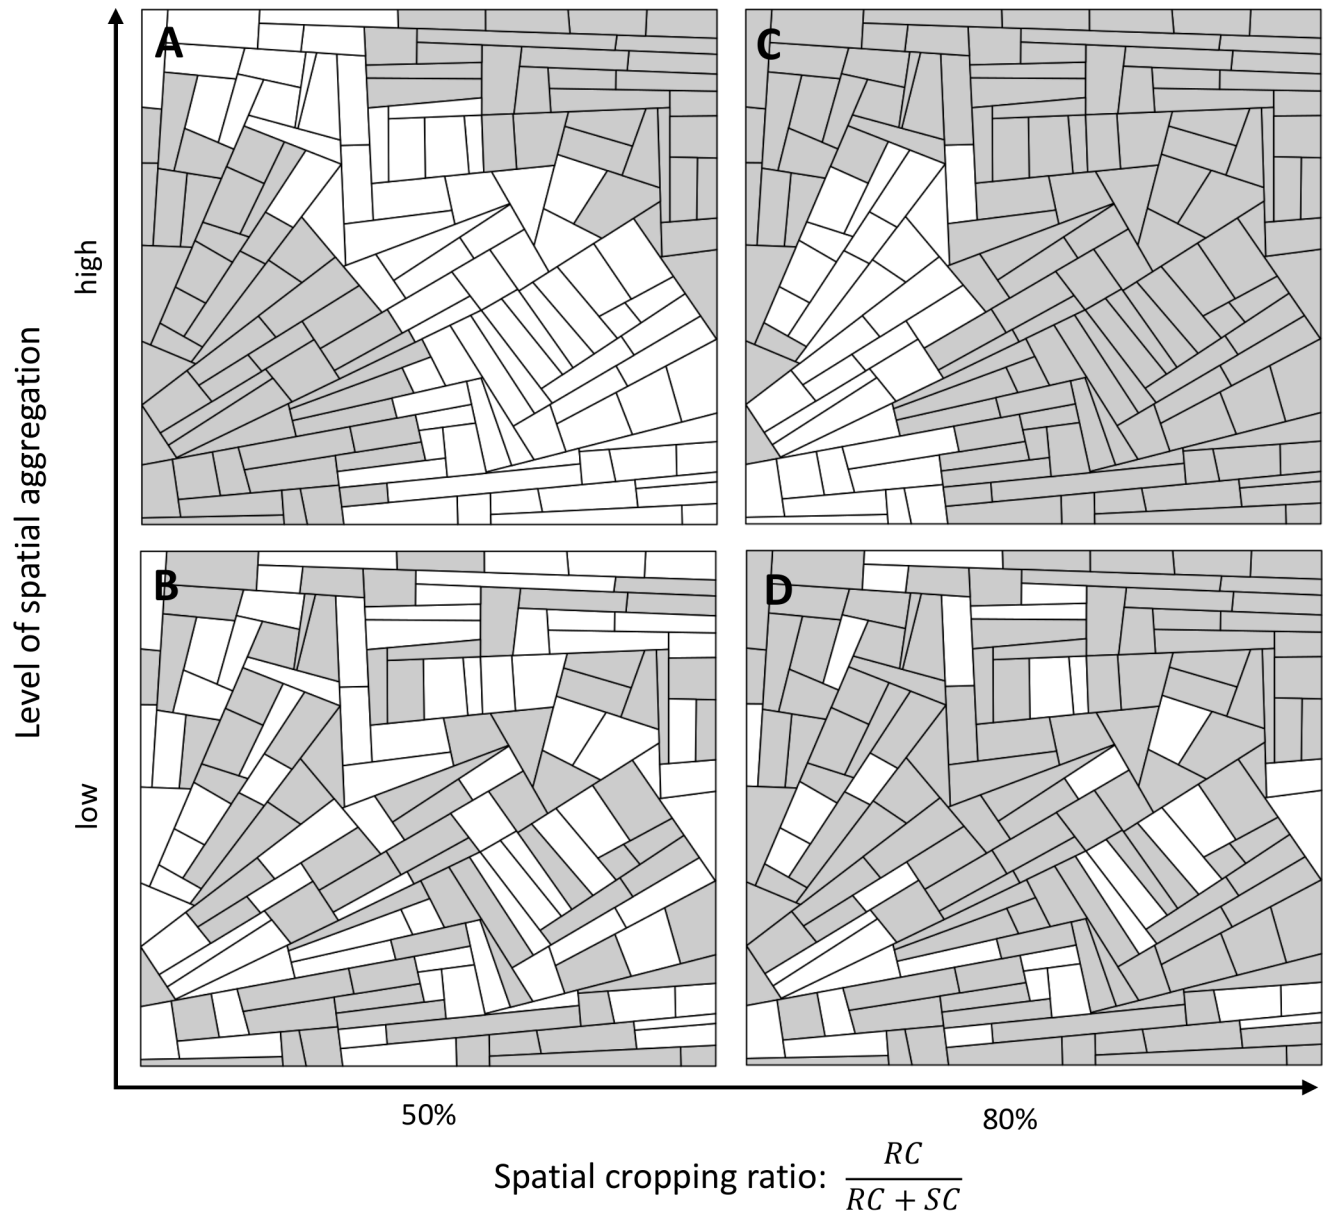 A
C
high
Level of spatial aggregation
B
D
low
50%
80%
Spatial cropping ratio: RC
RC + SC